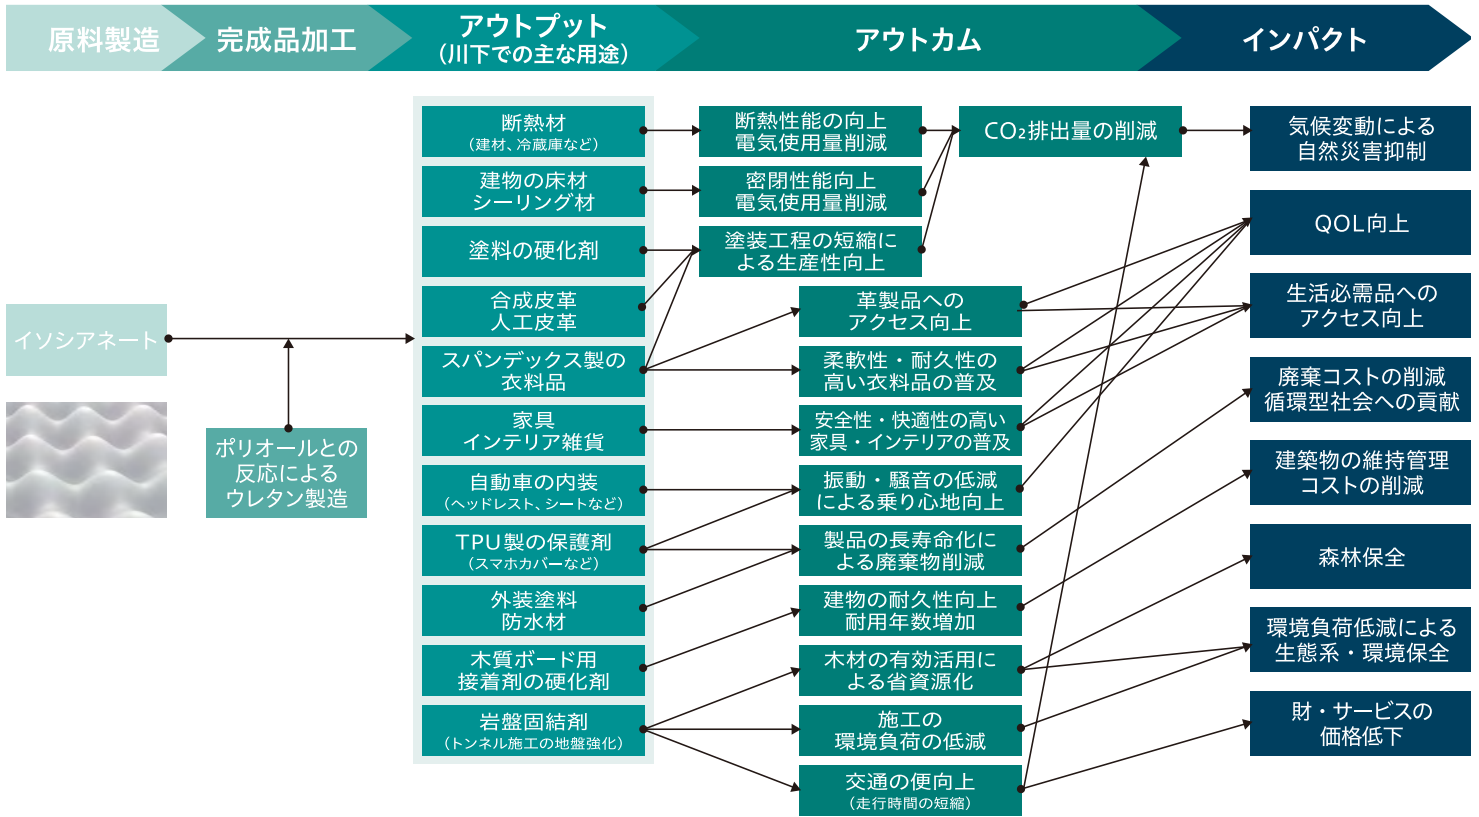 原料製造
完成品加工
アウトプット
（川下での主な用途）
アウトカム
インパクト
イソシアネート
ポリオールとの
反応による
ウレタン製造
断熱材
（建材、冷蔵庫など）
建物の床材
シーリング材
塗料の硬化剤
合成皮革
人工皮革
スパンデックス製の
衣料品
家具
インテリア雑貨
自動車の内装
（ヘッドレスト、シートなど）
TPU製の保護剤
（スマホカバーなど）
外装塗料
防水材
木質ボード用
接着剤の硬化剤
岩盤固結剤
（トンネル施工の地盤強化）
断熱性能の向上
電気使用量削減
密閉性能向上
電気使用量削減
塗装工程の短縮に
よる生産性向上
CO₂排出量の削減
革製品への
アクセス向上
柔軟性・耐久性の
高い衣料品の普及
安全性・快適性の高い
家具・インテリアの普及
振動・騒音の低減
による乗り心地向上
製品の長寿命化に
よる廃棄物削減
建物の耐久性向上
耐用年数増加
木材の有効活用に
よる省資源化
施工の
環境負荷の低減
交通の便向上
（走行時間の短縮）
気候変動による
自然災害抑制
QOL向上
生活必需品への
アクセス向上
廃棄コストの削減
循環型社会への貢献
建築物の維持管理
コストの削減
森林保全
環境負荷低減による
生態系・環境保全
財・サービスの
価格低下